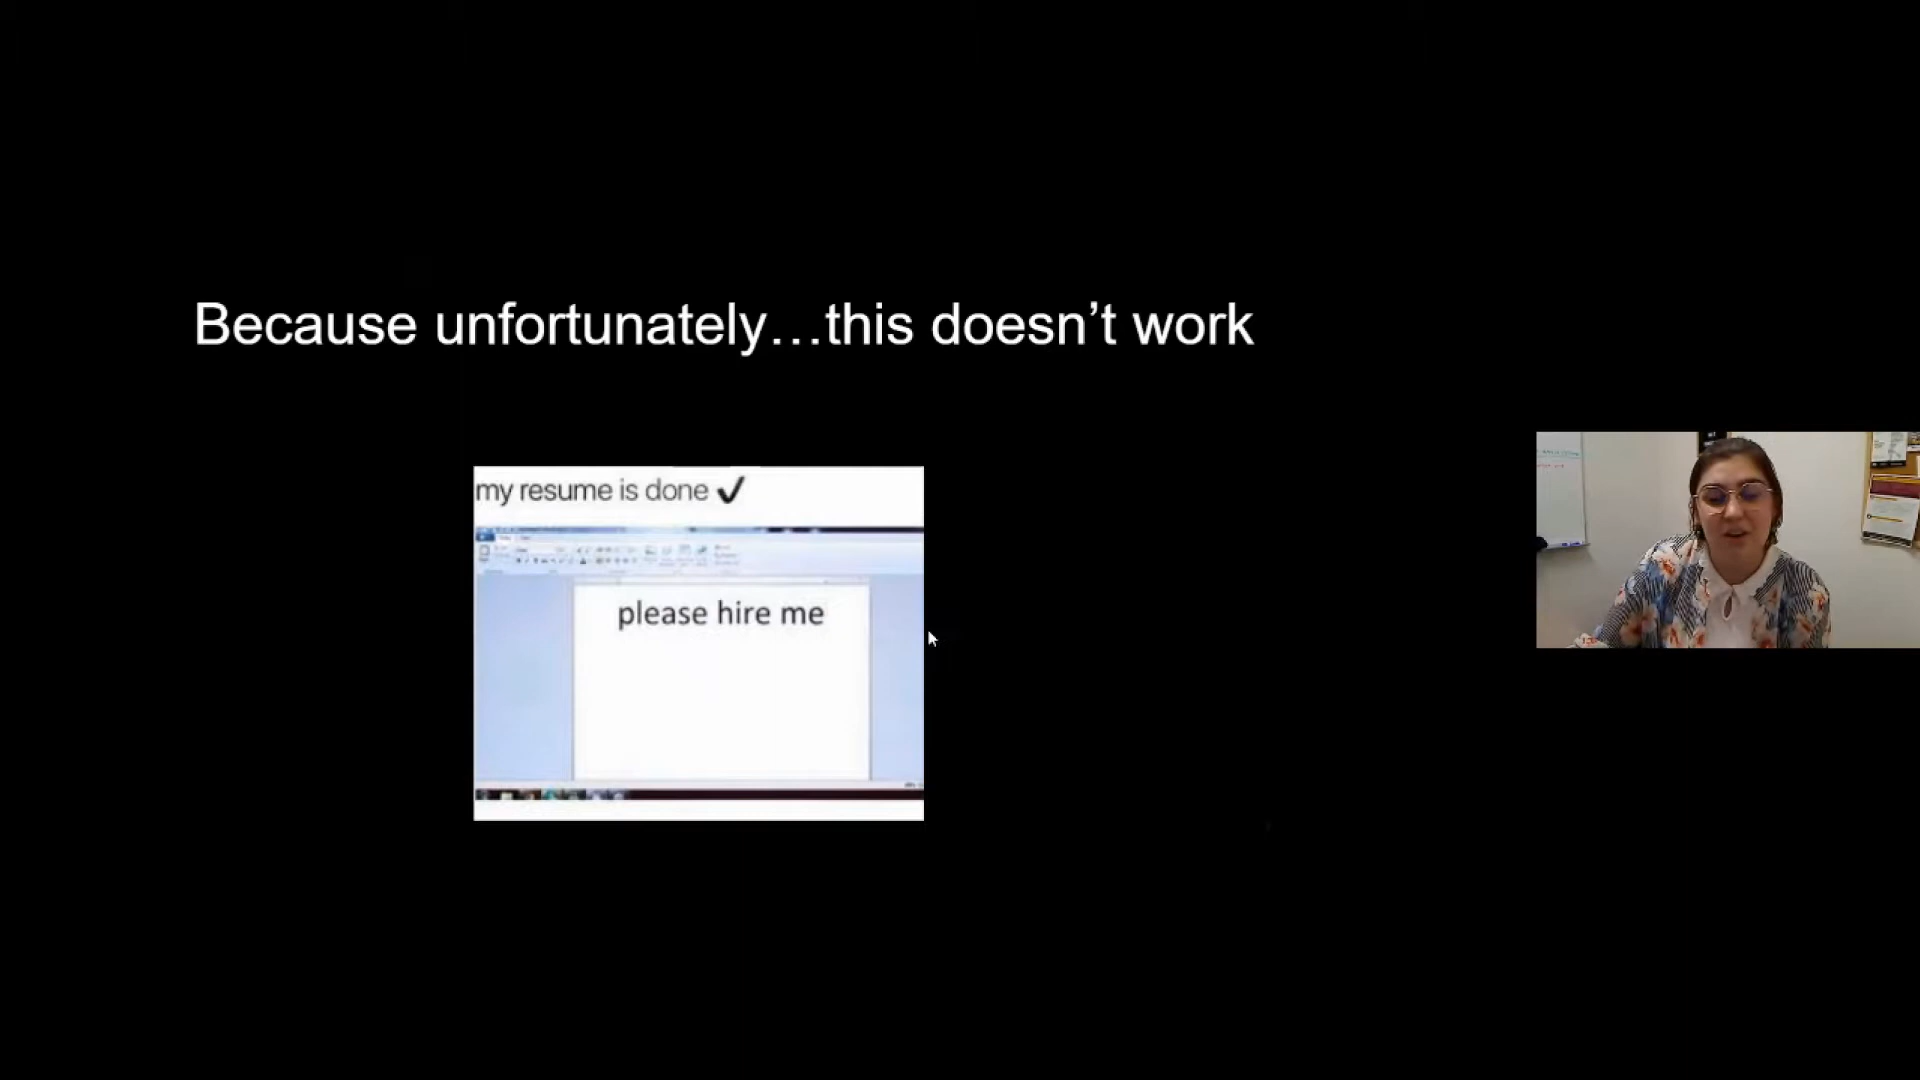 Because unfortunately…this doesn’t work
my resume is done ✔
please hire me